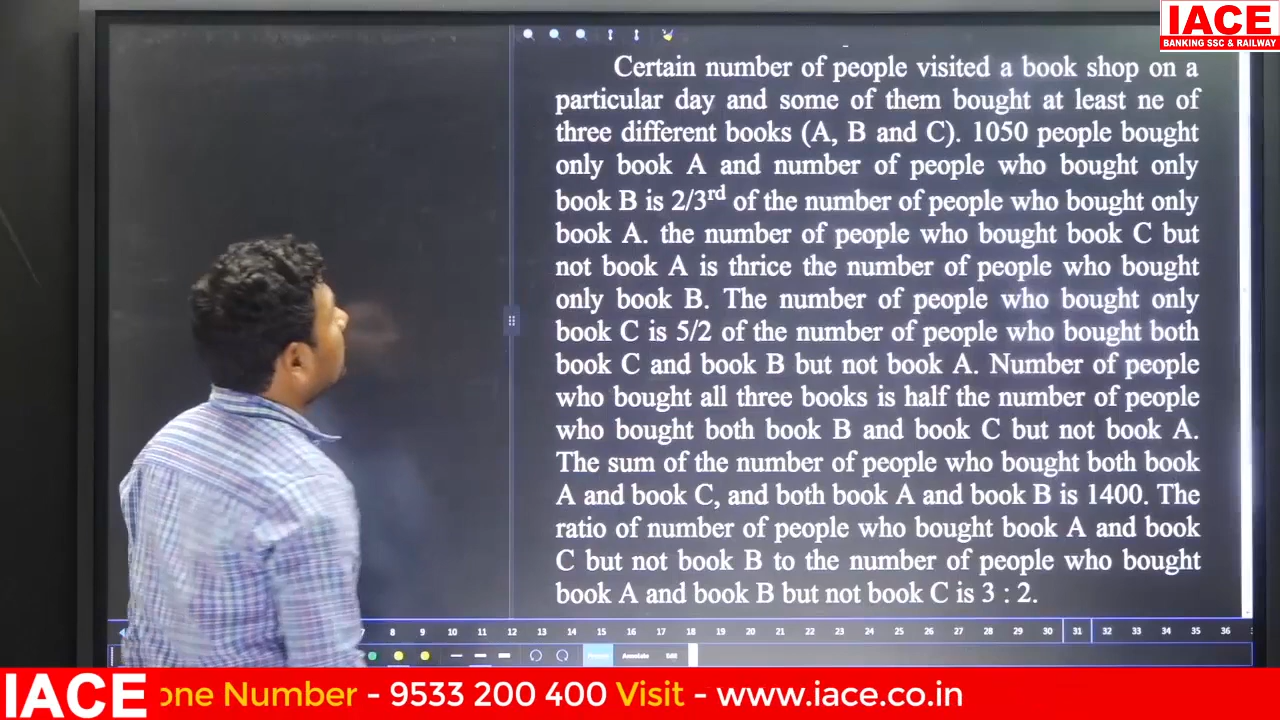 IACE
BANKING SSC & RAILWAY
Certain number of people visited a book shop on a
particular day and some of them bought at least ne of
three different books (A, B and C). 1050 people bought
only book A and number of people who bought only
book B is 2/3rd of the number of people who bought only
book A. the number of people who bought book C but
not book A is thrice the number of people who bought
only book B. The number of people who bought only
book C is 5/2 of the number of people who bought both
book C and book B but not book A. Number of people
who bought all three books is half the number of people
who bought both book B and book C but not book A.
The sum of the number of people who bought both book
A and book C, and both book A and book B is 1400. The
ratio of number of people who bought book A and book
C but not book B to the number of people who bought
book A and book B but not book C is 3 : 2.
7 8 9 10 11 12 13 14 15 16 17 18 19 20 21 22 23 24 25 26 27 28 29 30 31 32 33 34 35 36
Annotate Edit
IACE one Number - 9533 200 400 Visit - www.iace.co.in